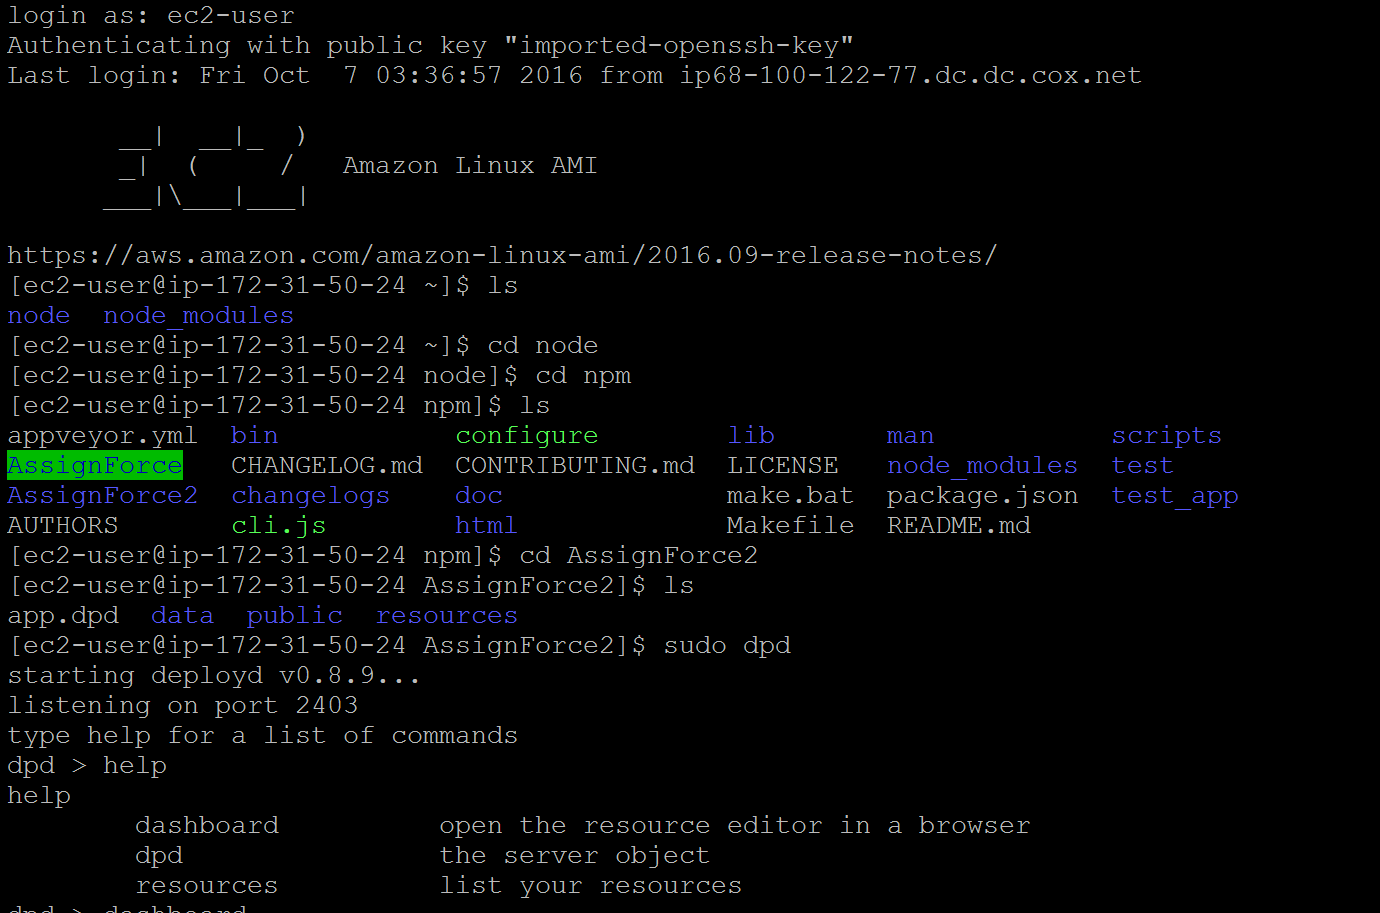 login as: ec2-user
Authenticating with public key "imported-openssh-key"
Last login: Fri Oct  7 03:36:57 2016 from ip68-100-122-77.dc.dc.cox.net
       __|  __|_  )
       _|  (     /   Amazon Linux AMI
      ___|\___|___|
https://aws.amazon.com/amazon-linux-ami/2016.09-release-notes/
[ec2-user@ip-172-31-50-24 ~]$ ls
node  node_modules
[ec2-user@ip-172-31-50-24 ~]$ cd node
[ec2-user@ip-172-31-50-24 node]$ cd npm
[ec2-user@ip-172-31-50-24 npm]$ ls
appveyor.yml  bin           configure        lib       man           scripts
AssignForce   CHANGELOG.md  CONTRIBUTING.md  LICENSE   node_modules  test
AssignForce2  changelogs    doc              make.bat  package.json  test_app
AUTHORS       cli.js        html             Makefile  README.md
[ec2-user@ip-172-31-50-24 npm]$ cd AssignForce2
[ec2-user@ip-172-31-50-24 AssignForce2]$ ls
app.dpd  data  public  resources
[ec2-user@ip-172-31-50-24 AssignForce2]$ sudo dpd
starting deployd v0.8.9...
listening on port 2403
type help for a list of commands
dpd > help
help
        dashboard          open the resource editor in a browser
        dpd                the server object
        resources          list your resources
dpd > dashboard